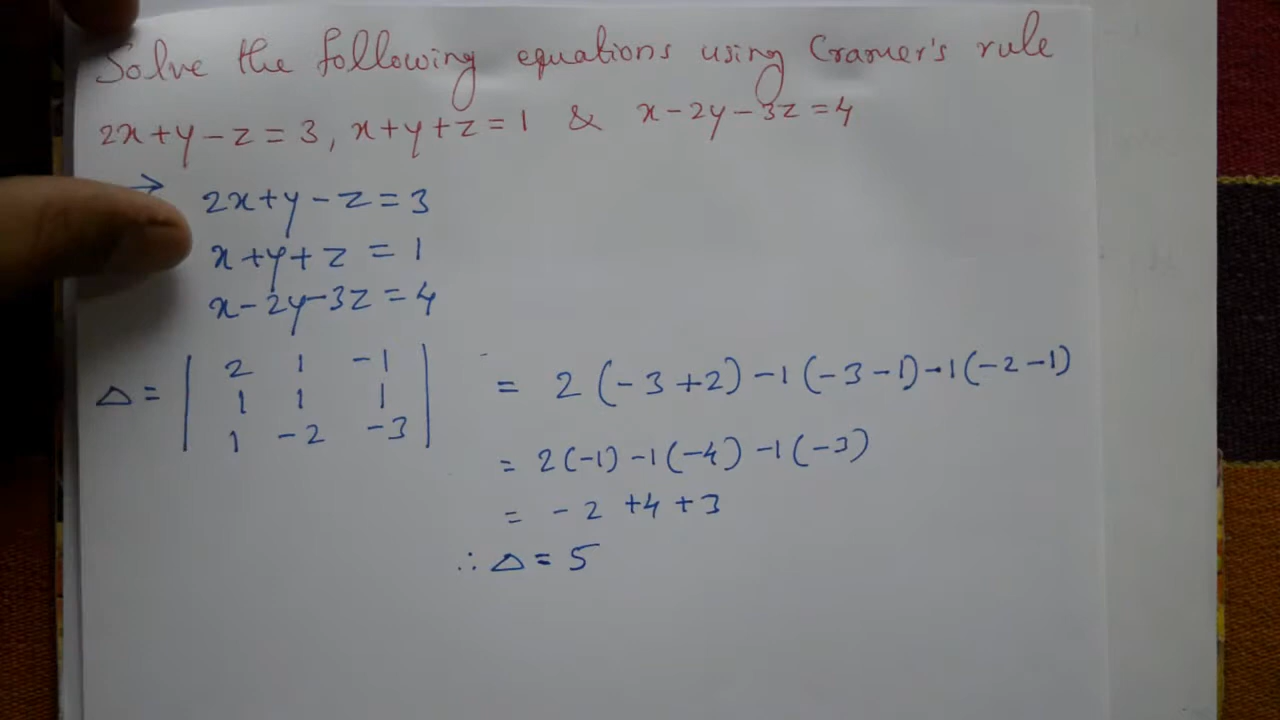 Solve the following equations using Cramer's rule
2x+y-z=3, x+y+z=1 & x-2y-3z=4
→ 2x+y-z=3
x+y+z=1
x-2y-3z=4
Δ = | 2 1 -1 | = 2(-3+2)-1(-3-1)-1(-2-1)
| 1 1 1 |
| 1 -2 -3 |
= 2(-1)-1(-4)-1(-3)
= -2+4+3
∴ Δ = 5